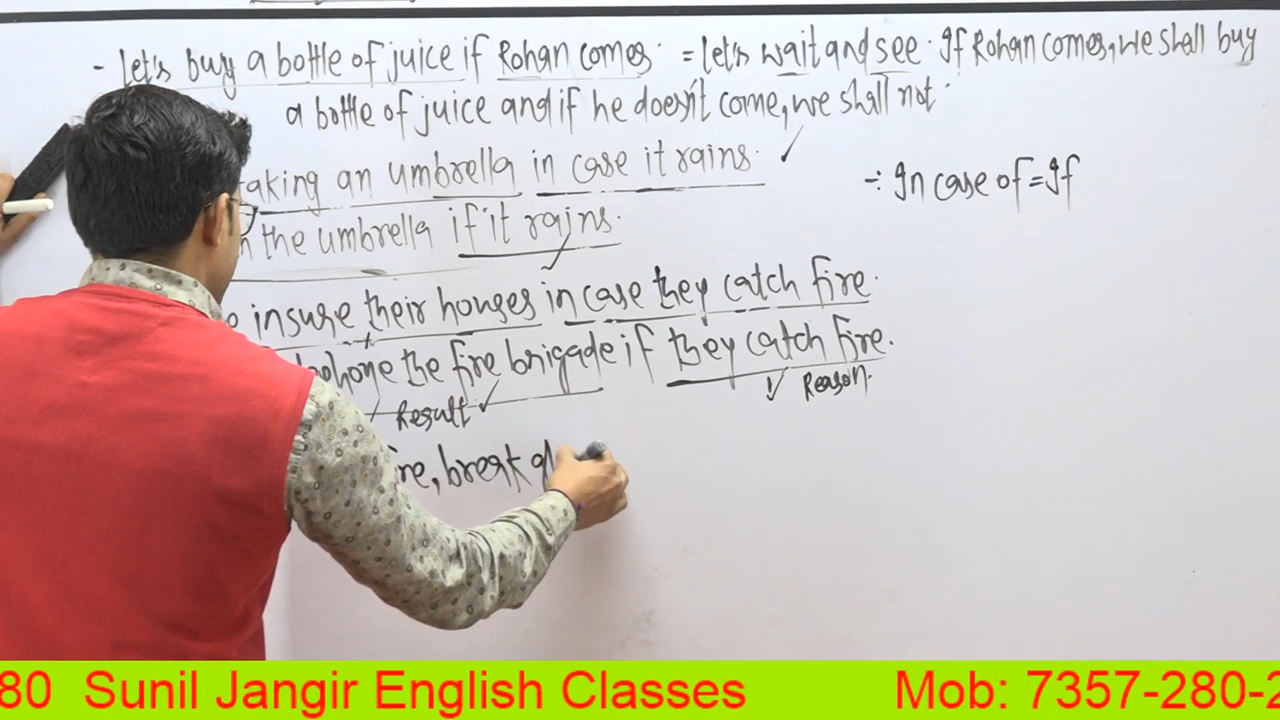 - Let's buy a bottle of juice if Rohan comes. = Let's wait and see. If Rohan comes, we shall buy
a bottle of juice and if he doesn't come, we shall not.
aking an umbrella in case it rains. ✓
the umbrella if it rains.
÷ In case of = If
insure their houses in case they catch fire.
the fire brigade if they catch fire.
Result ✓
✓ Reason.
re, break
80 Sunil Jangir English Classes Mob: 7357-280-2